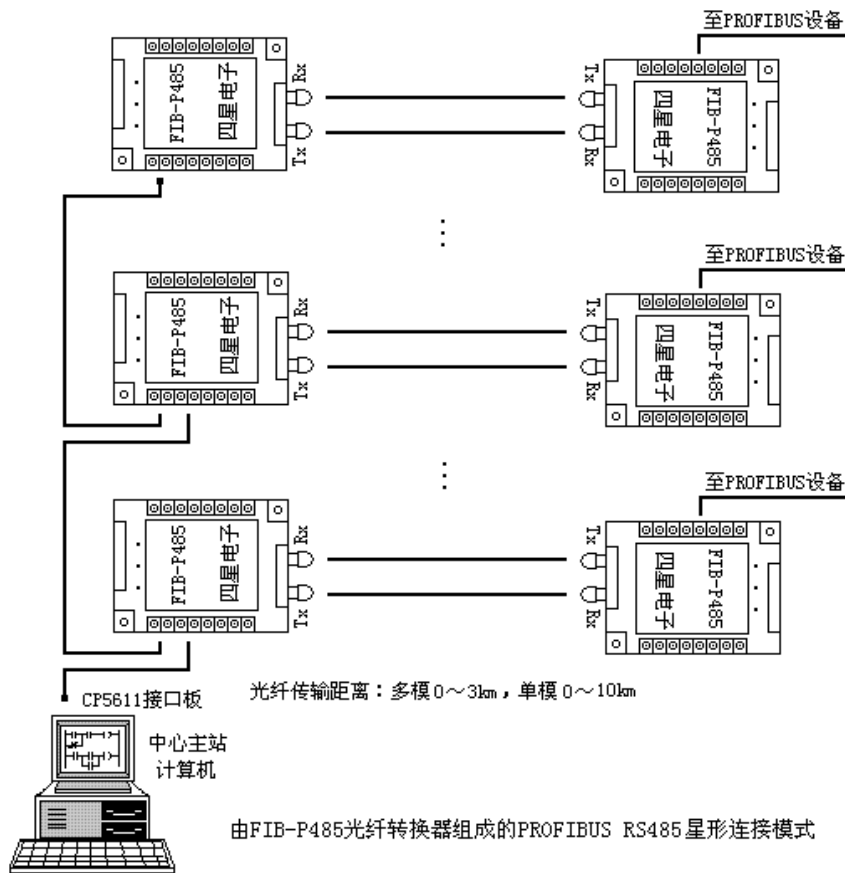 至PROFIBUS设备
FIB-P485
四星电子
Rx
Tx
Tx
Rx
四星电子
FIB-P485
至PROFIBUS设备
FIB-P485
四星电子
Rx
Tx
Tx
Rx
四星电子
FIB-P485
至PROFIBUS设备
FIB-P485
四星电子
Rx
Tx
Tx
Rx
四星电子
FIB-P485
CP5611接口板
光纤传输距离：多模0～3km，单模0～10km
中心主站
计算机
由FIB-P485光纤转换器组成的PROFIBUS RS485星形连接模式